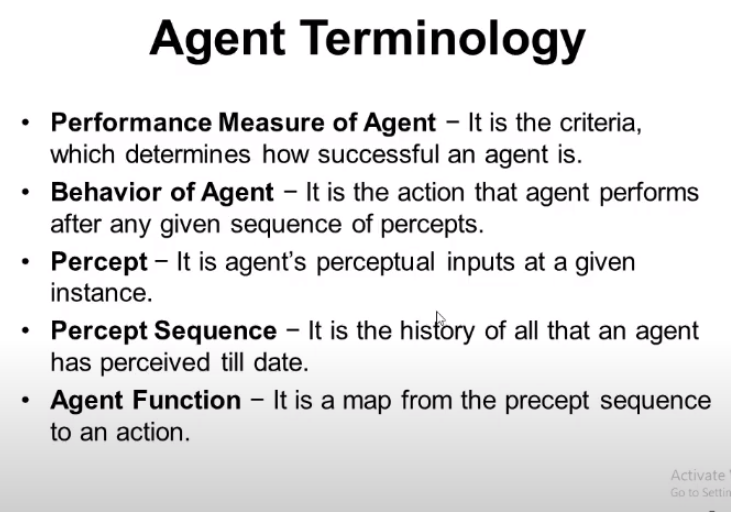 Agent Terminology
• Performance Measure of Agent − It is the criteria,
which determines how successful an agent is.
• Behavior of Agent − It is the action that agent performs
after any given sequence of percepts.
• Percept − It is agent's perceptual inputs at a given
instance.
• Percept Sequence − It is the history of all that an agent
has perceived till date.
• Agent Function − It is a map from the precept sequence
to an action.
Activate
Go to Settin